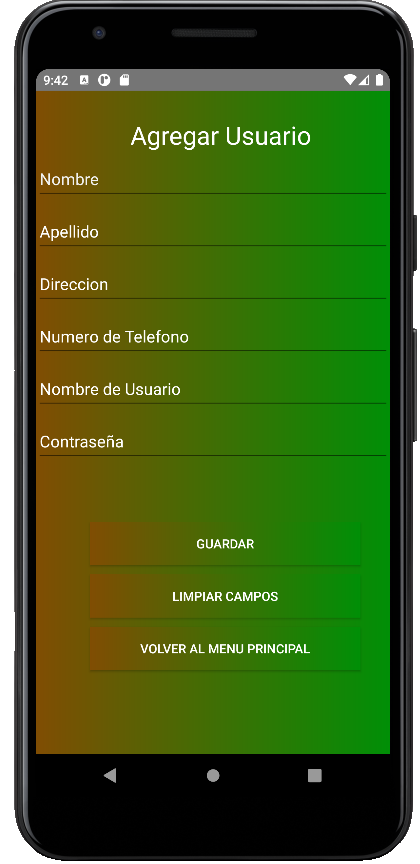 9:42
Agregar Usuario
Nombre
Apellido
Direccion
Numero de Telefono
Nombre de Usuario
Contraseña
GUARDAR
LIMPIAR CAMPOS
VOLVER AL MENU PRINCIPAL